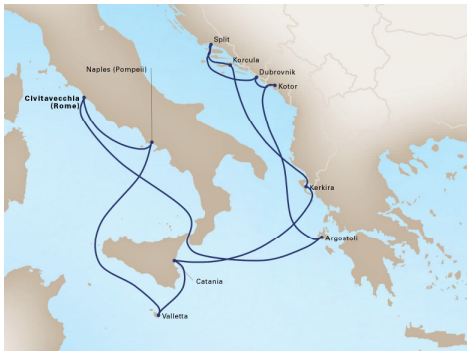 Split
Korcula
Naples (Pompeii)
Dubrovnik
Kotor
Civitavecchia
(Rome)
Kerkira
Argostoli
Catania
Valletta